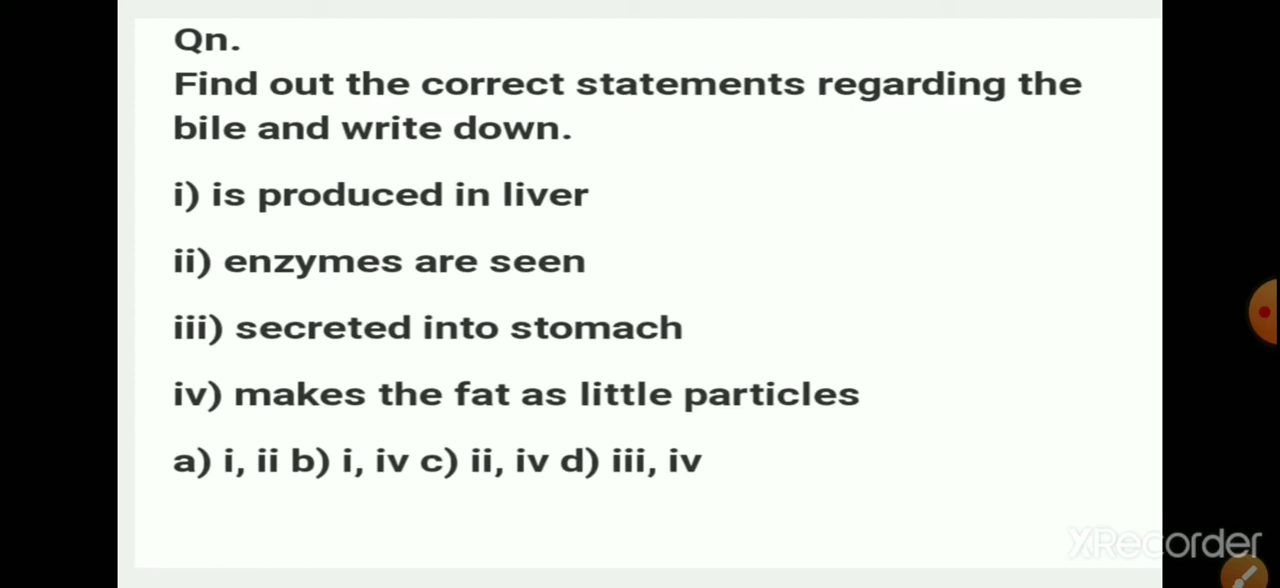 Qn.
Find out the correct statements regarding the
bile and write down.
i) is produced in liver
ii) enzymes are seen
iii) secreted into stomach
iv) makes the fat as little particles
a) i, ii b) i, iv c) ii, iv d) iii, iv
XRecorder